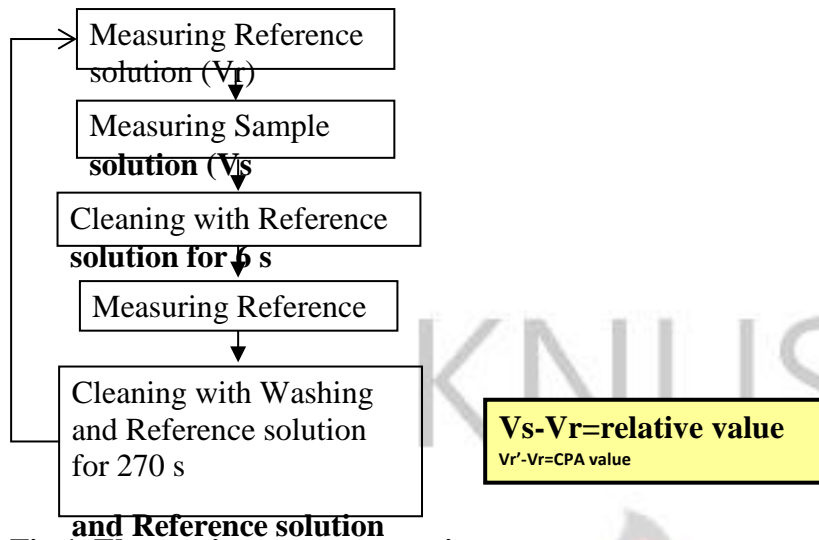 Measuring Reference
solution (Vr)
Measuring Sample
solution (Vs
Cleaning with Reference
solution for 6 s
Measuring Reference
Cleaning with Washing
and Reference solution
for 270 s
and Reference solution
Vs-Vr=relative value
Vr’-Vr=CPA value
KNUS